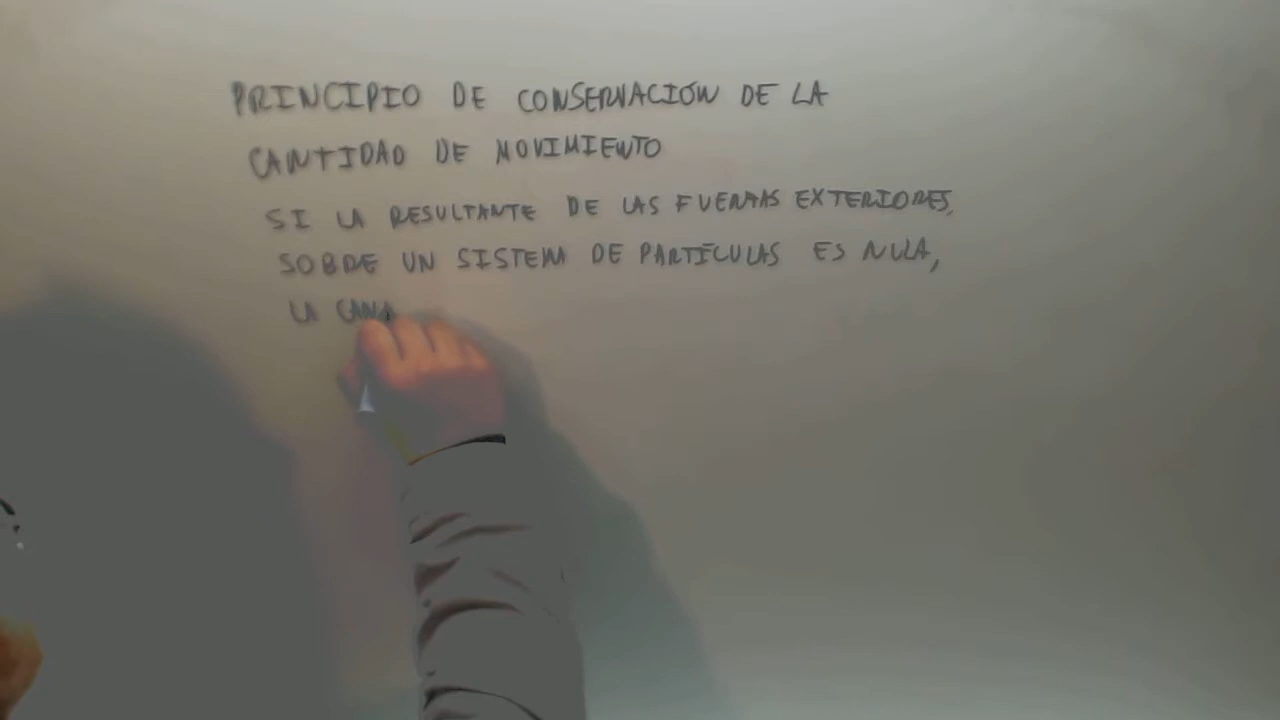 PRINCIPIO DE CONSERVACIÓN DE LA
CANTIDAD DE MOVIMIENTO
SI LA RESULTANTE DE LAS FUERZAS EXTERIORES,
SOBRE UN SISTEMA DE PARTÍCULAS ES NULA,
LA CAN